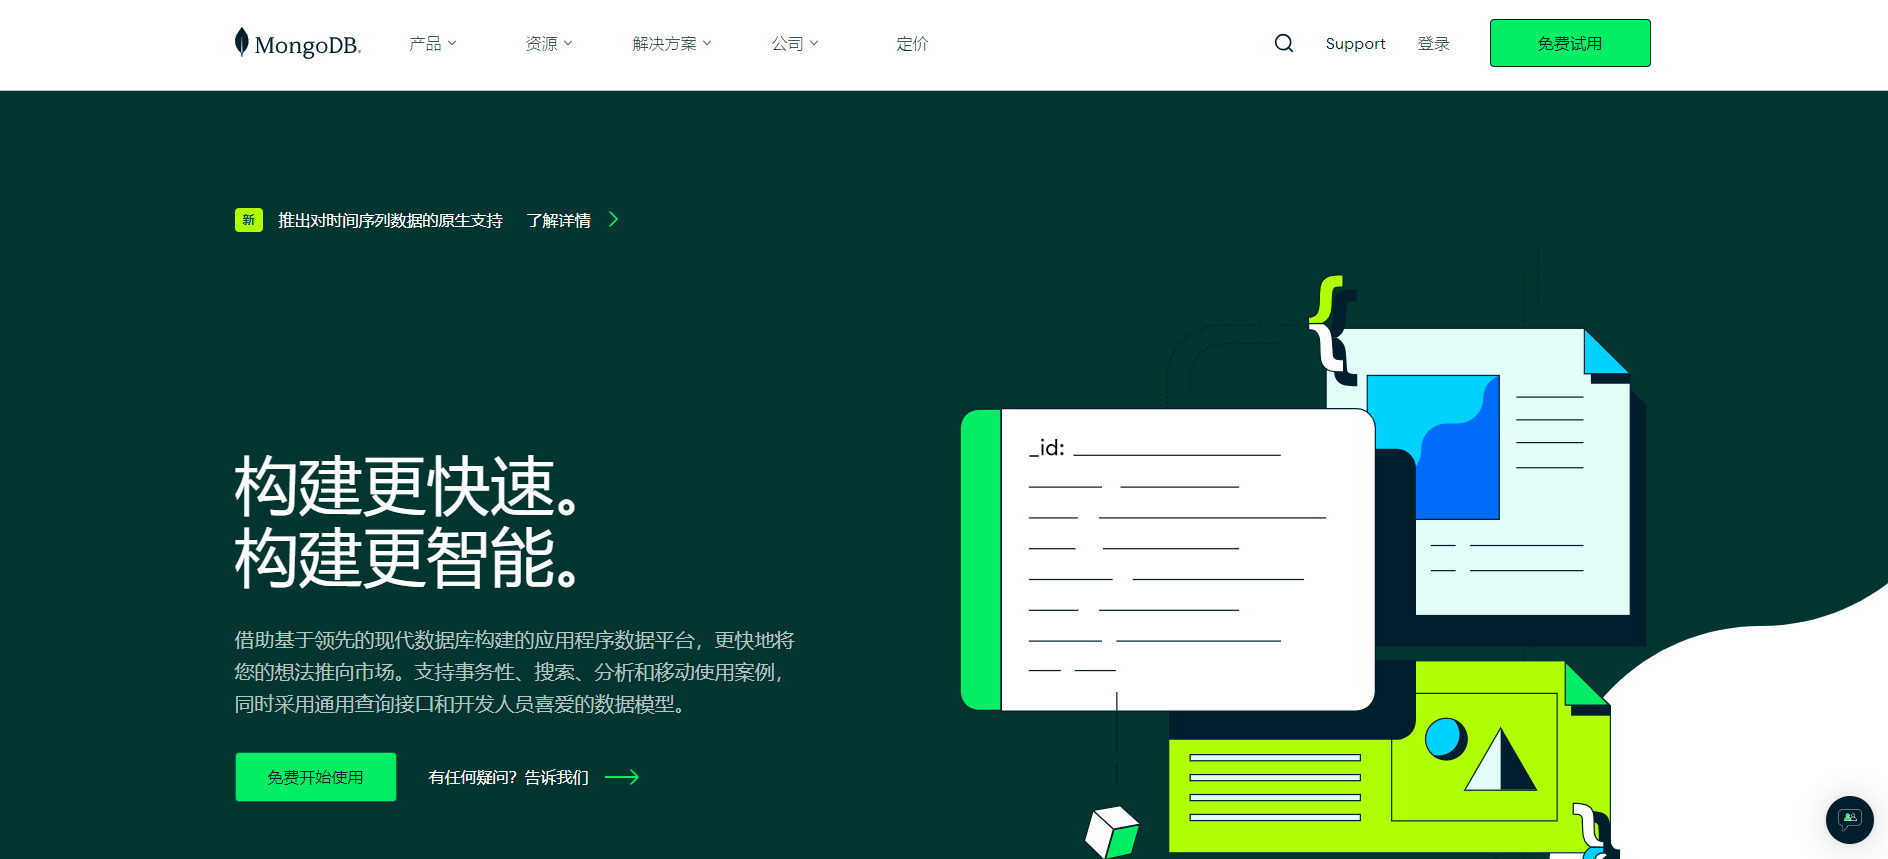 MongoDB.
产品
资源
解决方案
公司
定价
Support
登录
免费试用
新 推出对时间序列数据的原生支持 了解详情
构建更快速。
构建更智能。
借助基于领先的现代数据库构建的应用程序数据平台，更快地将
您的想法推向市场。支持事务性、搜索、分析和移动使用案例，
同时采用通用查询接口和开发人员喜爱的数据模型。
免费开始使用
有任何疑问？告诉我们
_id: